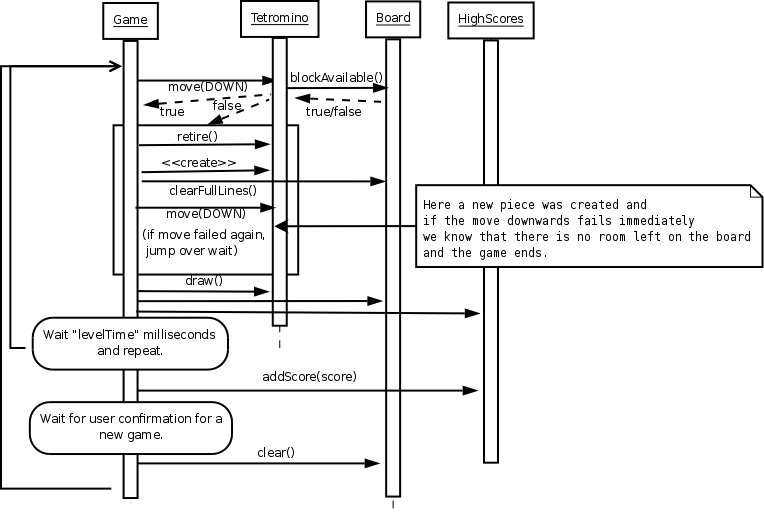 Game
Tetromino
Board
HighScores
move(DOWN)
blockAvailable()
true
false
true/false
retire()
<<create>>
clearFullLines()
move(DOWN)
(if move failed again,
jump over wait)
Here a new piece was created and
if the move downwards fails immediately
we know that there is no room left on the board
and the game ends.
draw()
Wait "levelTime" milliseconds
and repeat.
addScore(score)
Wait for user confirmation for a
new game.
clear()